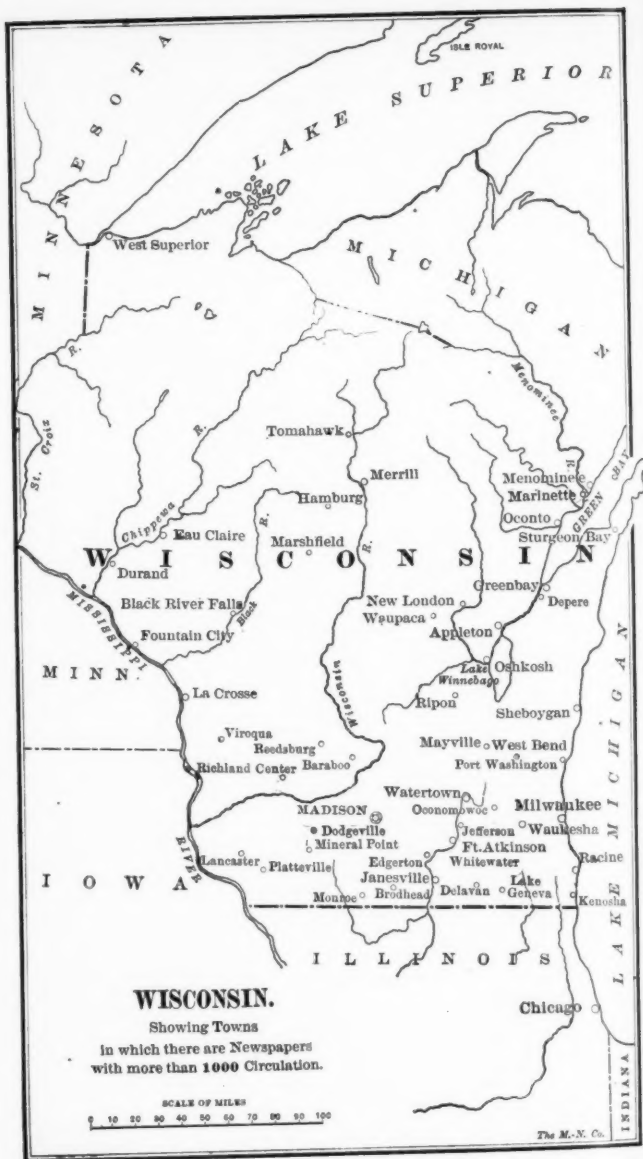 ISLE ROYAL
LAKE SUPERIOR
MINNESOTA
West Superior
MICHIGAN
R.
St. Croix
Menominee
R.
Tomahawk
R.
Merrill
Hamburg
R.
Menominee
Marinette
GREEN BAY
Oconto
Sturgeon Bay
Chippewa
Eau Claire
Marshfield
R.
WISCONSIN
Durand
Greenbay
Depere
Black River Falls
Black
New London
Waupaca
Appleton
MISSISSIPPI
Fountain City
MINN.
Oshkosh
Lake
Winnebago
La Crosse
Wisconsin
Ripon
Sheboygan
Viroqua
Reedsburg
Mayville
West Bend
Richland Center
Baraboo
Port Washington
Watertown
MADISON
Oconomowoc
Milwaukee
Dodgeville
Jefferson
Waukesha
Mineral Point
Ft. Atkinson
Lancaster
Platteville
Edgerton
Whitewater
Racine
RIVER
IOWA
Janesville
Monroe
Brodhead
Delavan
Lake
Geneva
Kenosha
LAKE MICHIGAN
ILLINOIS
Chicago
WISCONSIN.
Showing Towns
in which there are Newspapers
with more than 1000 Circulation.
SCALE OF MILES
0 10 20 30 40 50 60 70 80 90 100
INDIANA
The M.-N. Co.